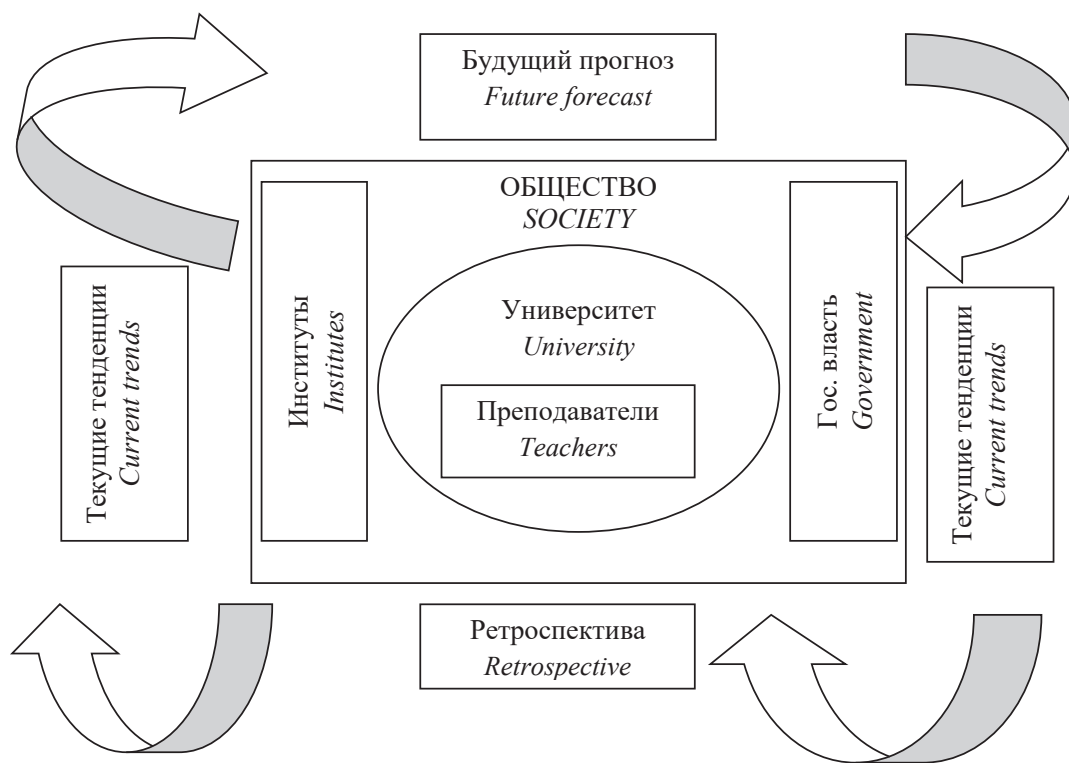 Будущий прогноз
Future forecast
ОБЩЕСТВО
SOCIETY
Текущие тенденции
Current trends
Институты
Institutes
Университет
University
Преподаватели
Teachers
Гос. власть
Government
Текущие тенденции
Current trends
Ретроспектива
Retrospective